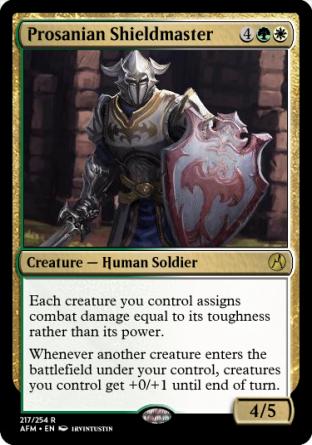 Prosanian Shieldmaster 4
Creature — Human Soldier
Each creature you control assigns
combat damage equal to its toughness
rather than its power.
Whenever another creature enters the
battlefield under your control, creatures
you control get +0/+1 until end of turn.
217/254 R
AFM • EN IRVINTUSTIN
4/5